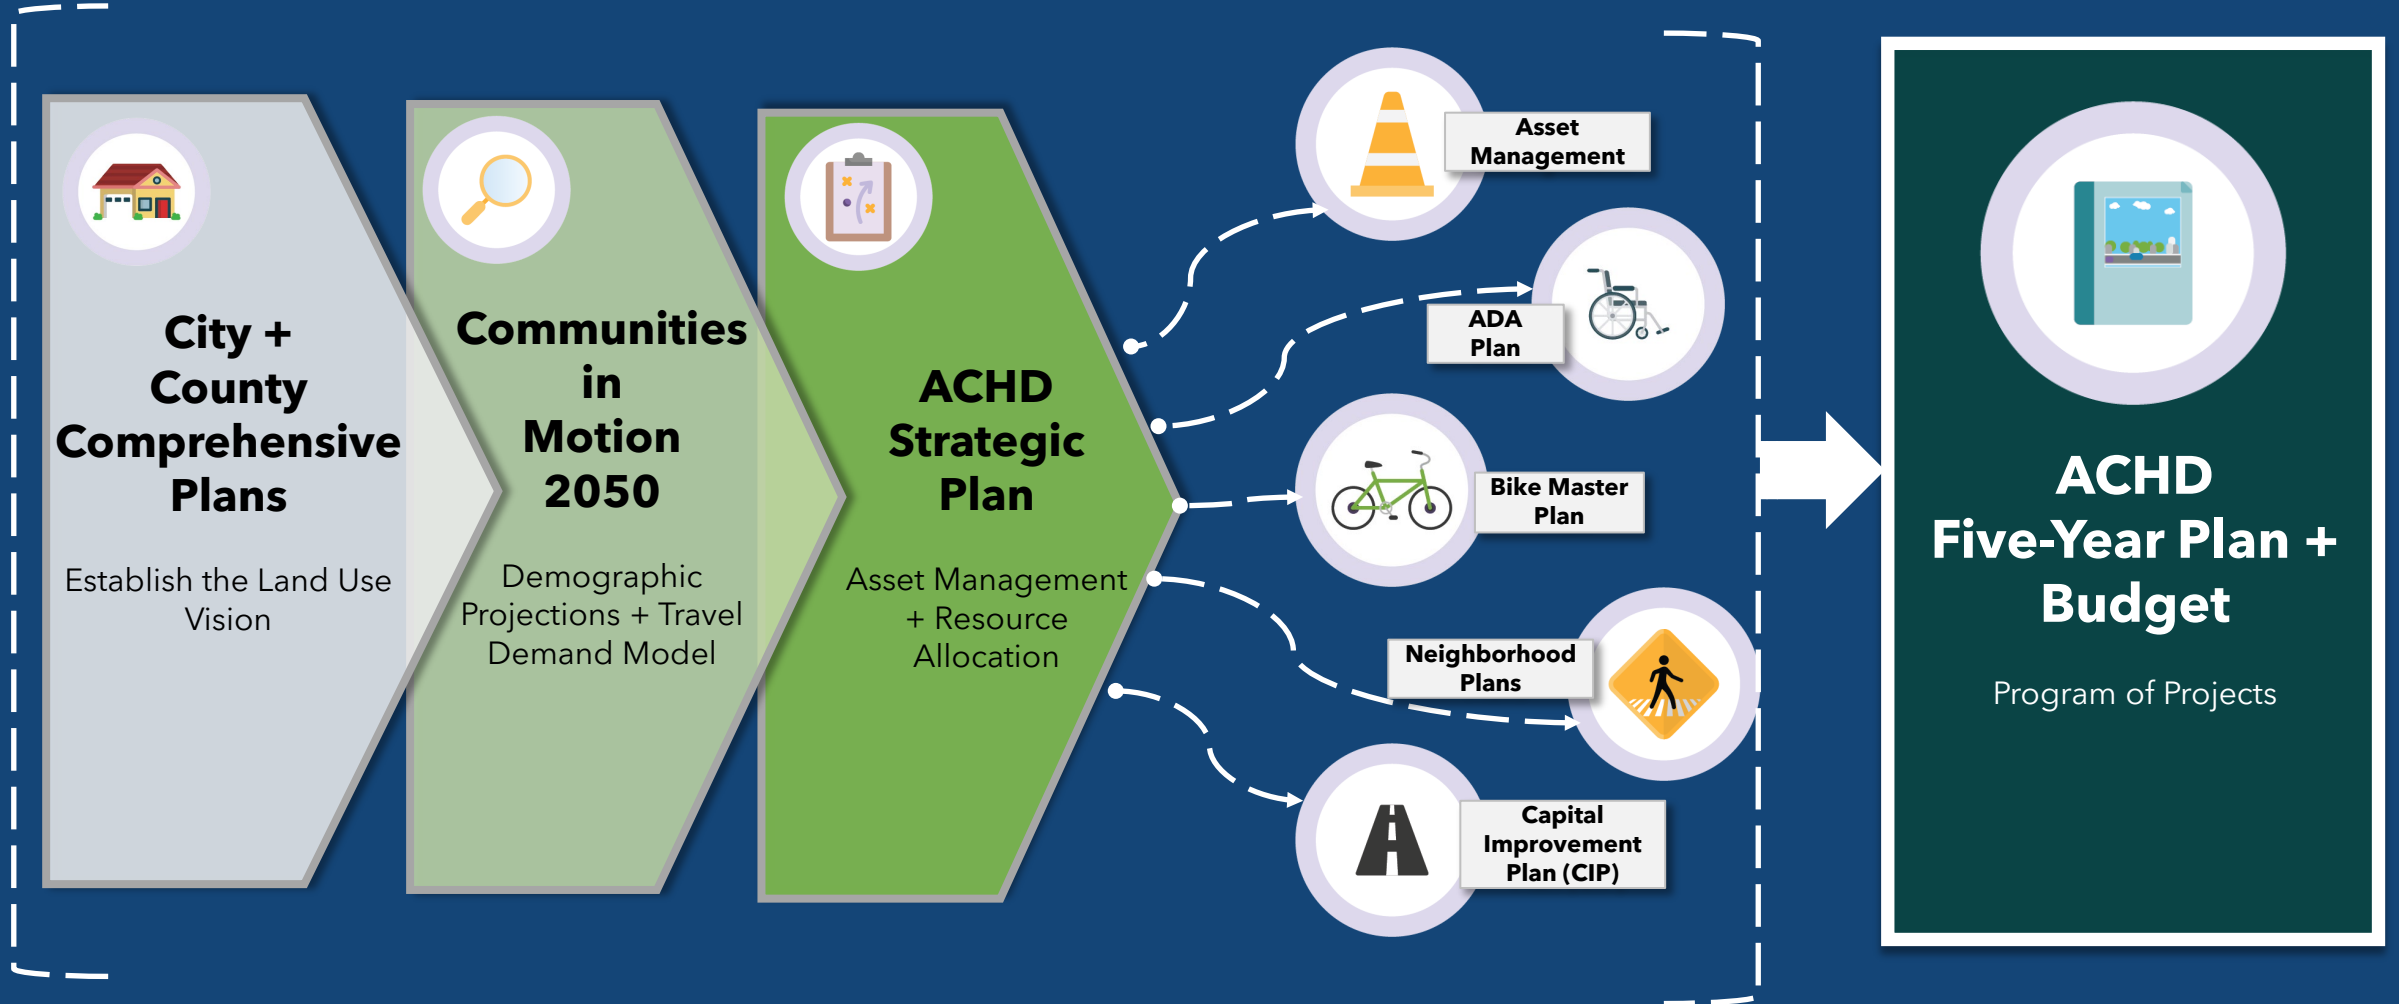 City +
County
Comprehensive
Plans
Establish the Land Use
Vision
Communities
in
Motion
2050
Demographic
Projections + Travel
Demand Model
ACHD
Strategic
Plan
Asset Management
+ Resource
Allocation
Asset
Management
ADA
Plan
Bike Master
Plan
Neighborhood
Plans
Capital
Improvement
Plan (CIP)
ACHD
Five-Year Plan +
Budget
Program of Projects